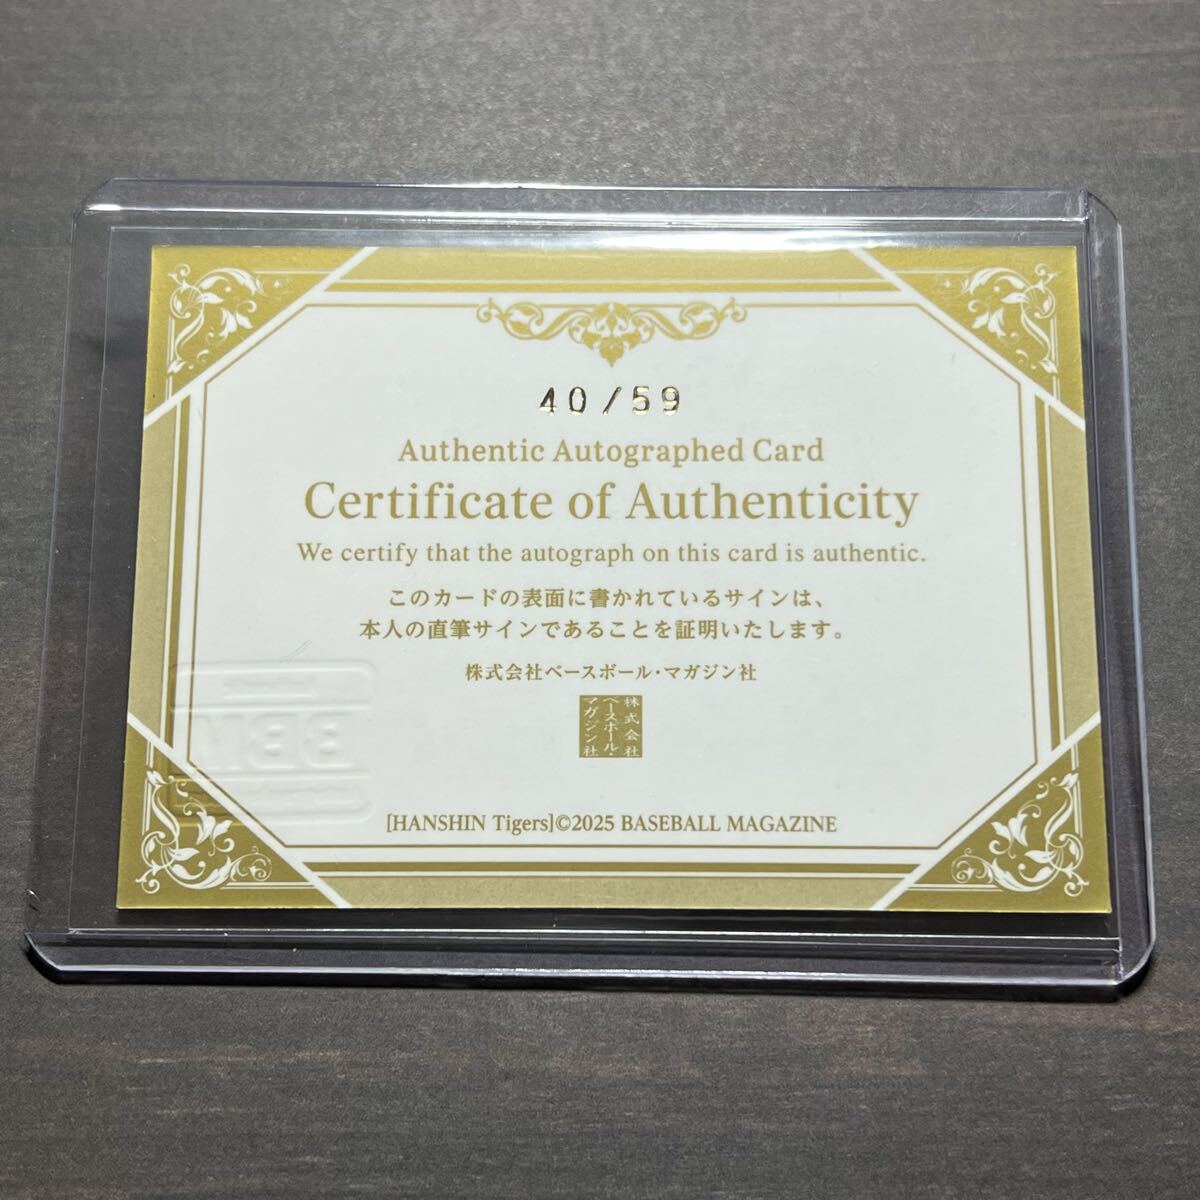 40/59
Authentic Autographed Card
Certificate of Authenticity
We certify that the autograph on this card is authentic.
このカードの表面に書かれているサインは、
本人の直筆サインであることを証明いたします。
株式会社ベースボール・マガジン社
株式会社
ベースボール・
マガジン社
[HANSHIN Tigers]©2025 BASEBALL MAGAZINE